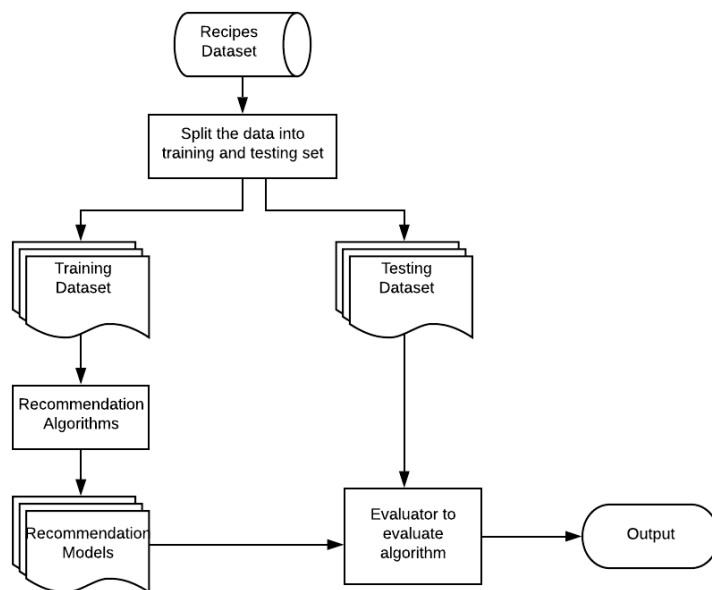 Recipes
Dataset
Split the data into
training and testing set
Training
Dataset
Testing
Dataset
Recommendation
Algorithms
Recommendation
Models
Evaluator to
evaluate
algorithm
Output